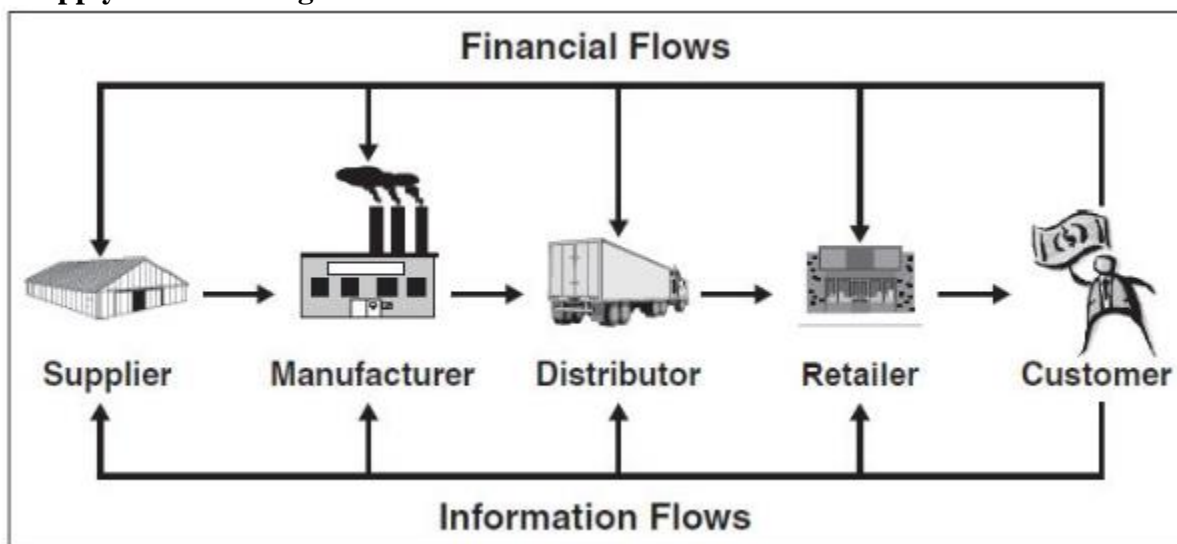 Financial Flows
Supplier
Manufacturer
Distributor
Retailer
Customer
Information Flows